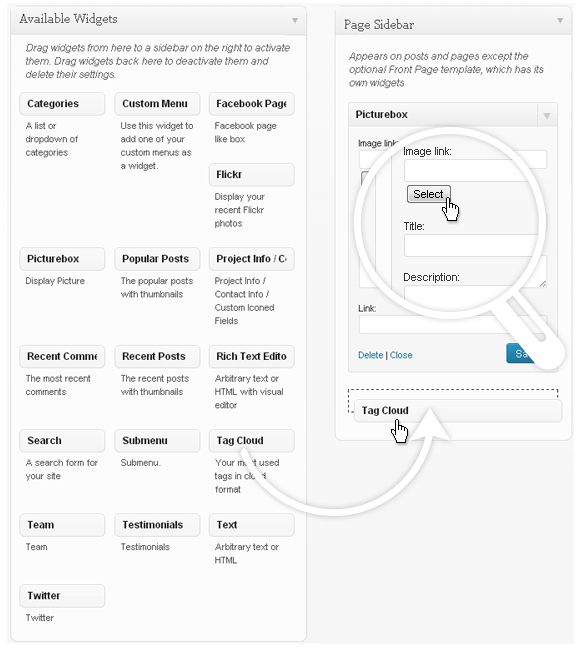 Available Widgets
Drag widgets from here to a sidebar on the right to activate
them. Drag widgets back here to deactivate them and
delete their settings.
Categories
A list or
dropdown of
categories
Custom Menu
Use this widget to
add one of your
custom menus as
a widget.
Facebook Page
Facebook page
like box
Flickr
Display your
recent Flickr
photos
Picturebox
Display Picture
Popular Posts
The popular posts
with thumbnails
Project Info / C
Project Info /
Contact Info /
Custom Iconed
Fields
Recent Comme
The most recent
comments
Recent Posts
The recent posts
with thumbnails
Rich Text Edito
Arbitrary text or
HTML with visual
editor
Search
A search form for
your site
Submenu
Submenu.
Tag Cloud
Your most used
tags in cloud
format
Team
Team
Testimonials
Testimonials
Text
Arbitrary text or
HTML
Twitter
Twitter
Page Sidebar
Appears on posts and pages except the
optional Front Page template, which has its
own widgets
Picturebox
Image link
Image link:
Select
Title:
Description:
Link:
Delete | Close
Tag Cloud